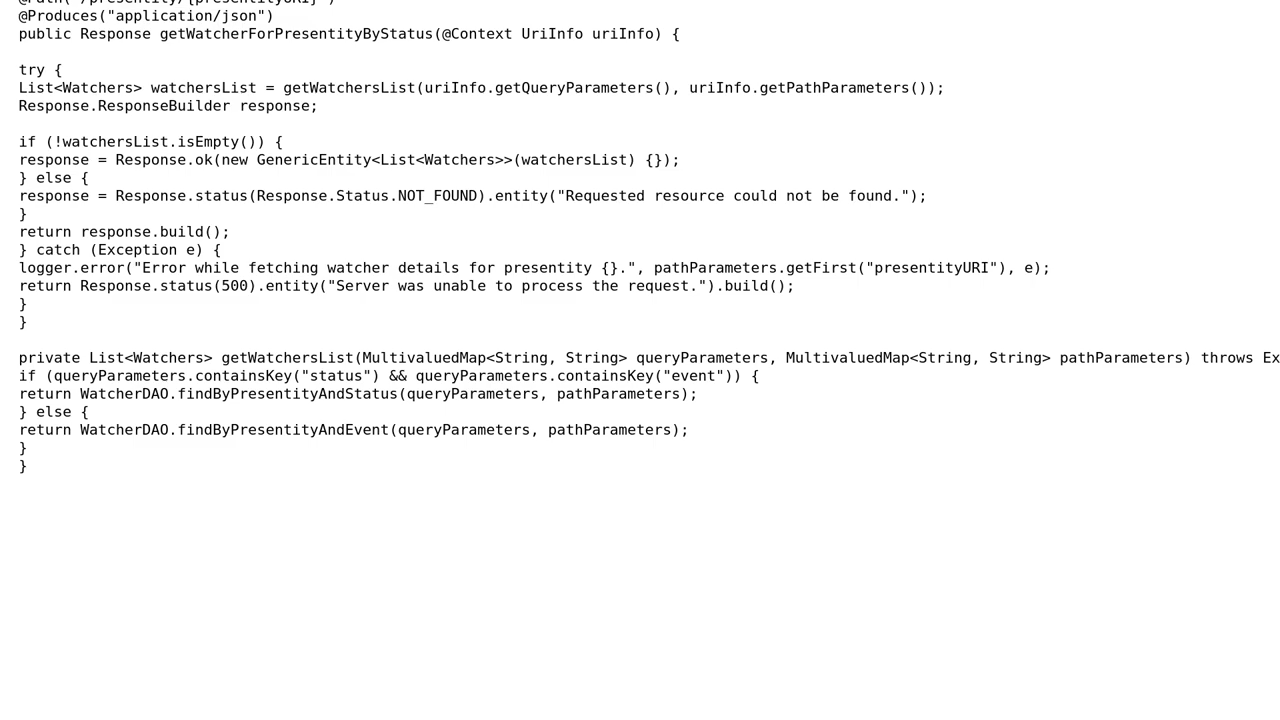 @Path("/presentity/{presentityURI}")
@Produces("application/json")
public Response getWatcherForPresentityByStatus(@Context UriInfo uriInfo) {
try {
List<Watchers> watchersList = getWatchersList(uriInfo.getQueryParameters(), uriInfo.getPathParameters());
Response.ResponseBuilder response;
if (!watchersList.isEmpty()) {
response = Response.ok(new GenericEntity<List<Watchers>>(watchersList) {});
} else {
response = Response.status(Response.Status.NOT_FOUND).entity("Requested resource could not be found.");
}
return response.build();
} catch (Exception e) {
logger.error("Error while fetching watcher details for presentity {}.", pathParameters.getFirst("presentityURI"), e);
return Response.status(500).entity("Server was unable to process the request.").build();
}
}
private List<Watchers> getWatchersList(MultivaluedMap<String, String> queryParameters, MultivaluedMap<String, String> pathParameters) throws Ex
if (queryParameters.containsKey("status") && queryParameters.containsKey("event")) {
return WatcherDAO.findByPresentityAndStatus(queryParameters, pathParameters);
} else {
return WatcherDAO.findByPresentityAndEvent(queryParameters, pathParameters);
}
}